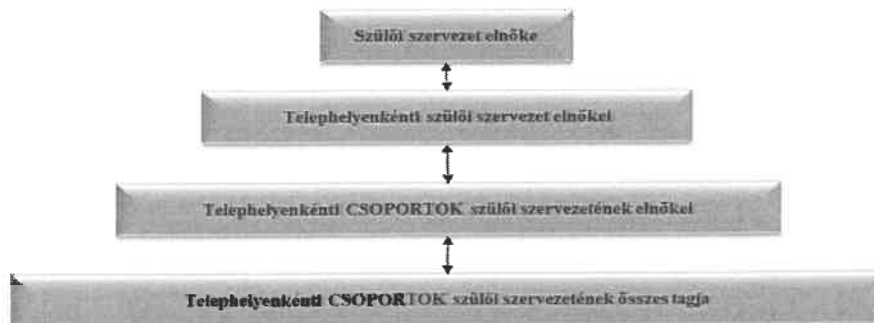 Szülői szervezet elnöke
Telephelyenkénti szülői szervezet elnökei
Telephelyenkénti CSOPORTOK szülői szervezetének elnökei
Telephelyenkénti CSOPORTOK szülői szervezetének összes tagja